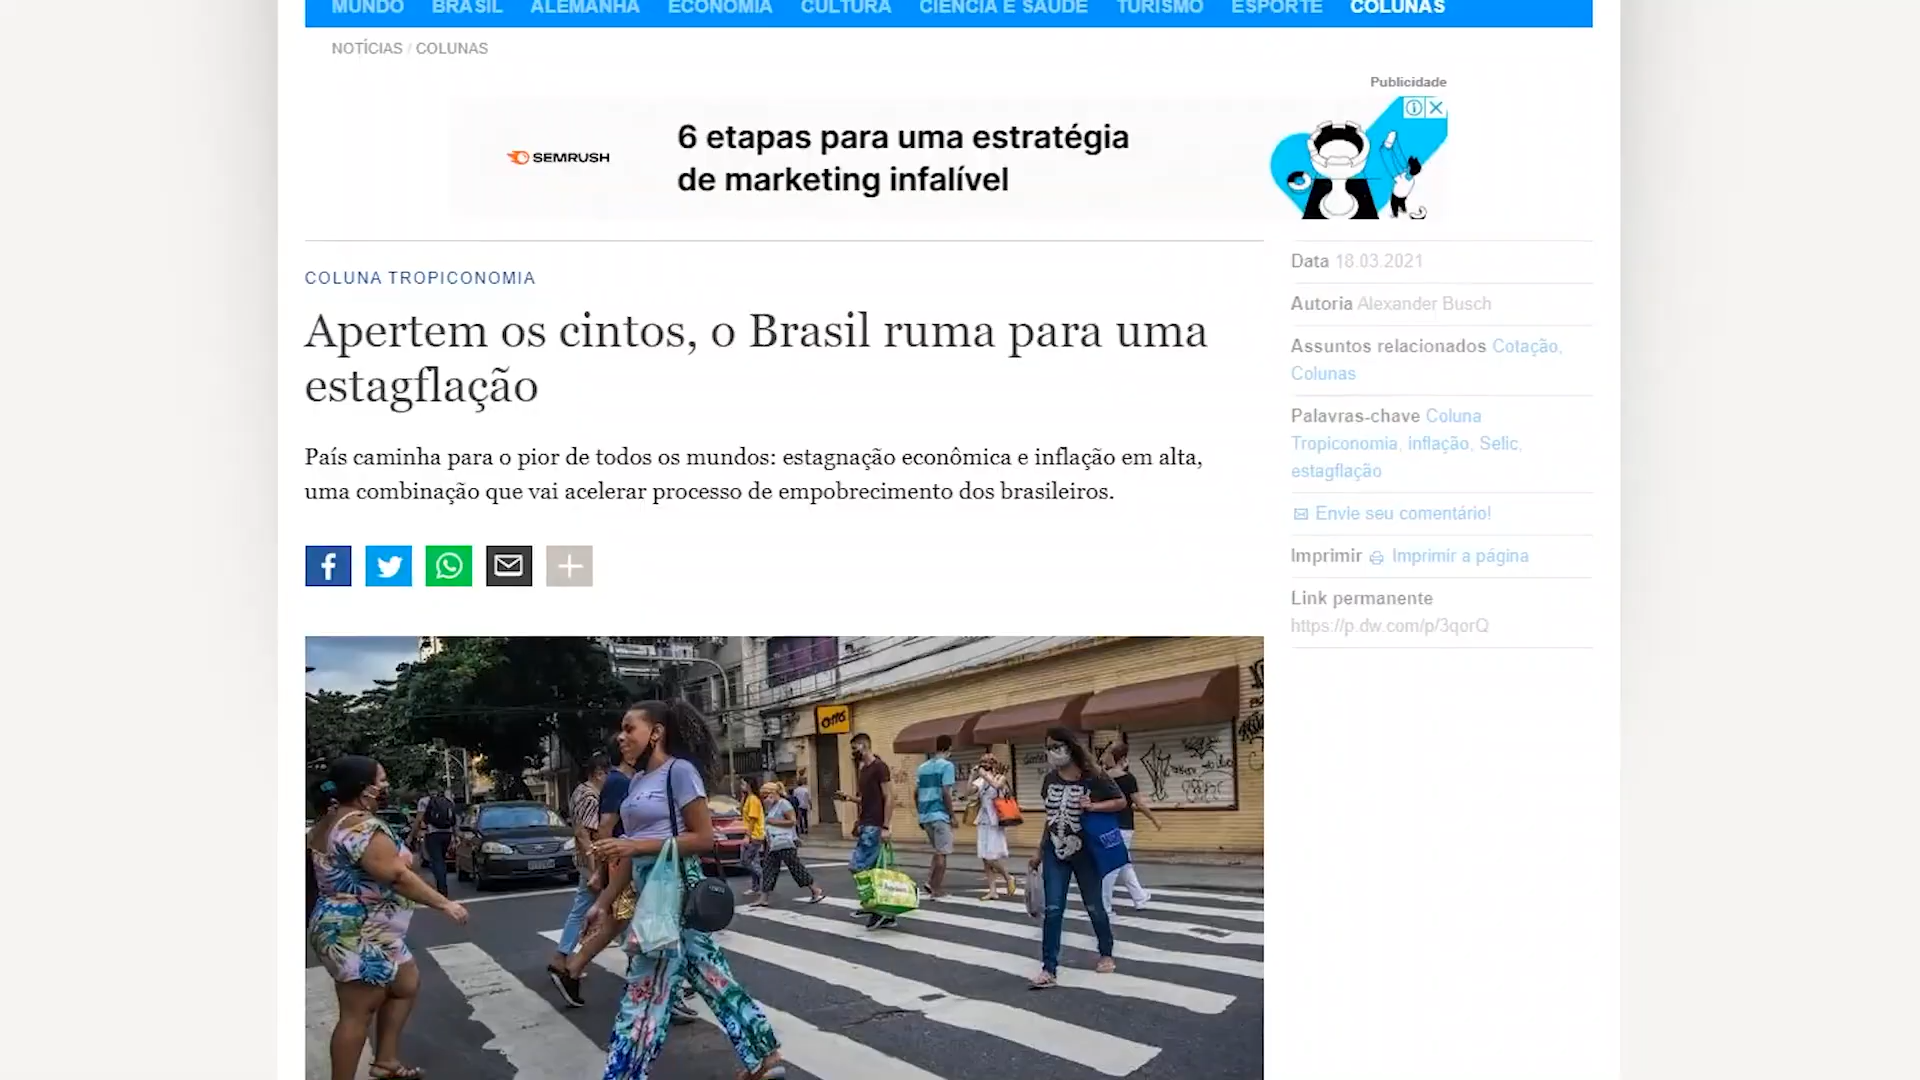 MUNDO BRASIL ALEMANHA ECONOMIA CULTURA CIÊNCIA E SAÚDE TURISMO ESPORTE COLUNAS
NOTÍCIAS / COLUNAS
Publicidade
SEMRUSH
6 etapas para uma estratégia
de marketing infalível
COLUNA TROPICONOMIA
Apertem os cintos, o Brasil ruma para uma
estagflação
País caminha para o pior de todos os mundos: estagnação econômica e inflação em alta,
uma combinação que vai acelerar processo de empobrecimento dos brasileiros.
Data 18.03.2021
Autoria Alexander Busch
Assuntos relacionados Cotação,
Colunas
Palavras-chave Coluna
Tropiconomia, inflação, Selic,
estagflação
Envie seu comentário!
Imprimir Imprimir a página
Link permanente
https://p.dw.com/p/3qorQ